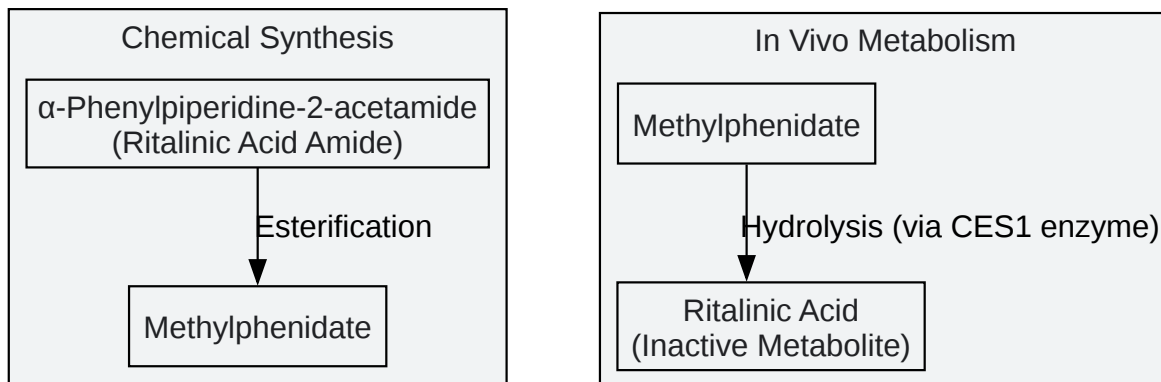 Chemical Synthesis
α-Phenylpiperidine-2-acetamide
(Ritalinic Acid Amide)
Esterification
Methylphenidate
In Vivo Metabolism
Methylphenidate
Hydrolysis (via CES1 enzyme)
Ritalinic Acid
(Inactive Metabolite)